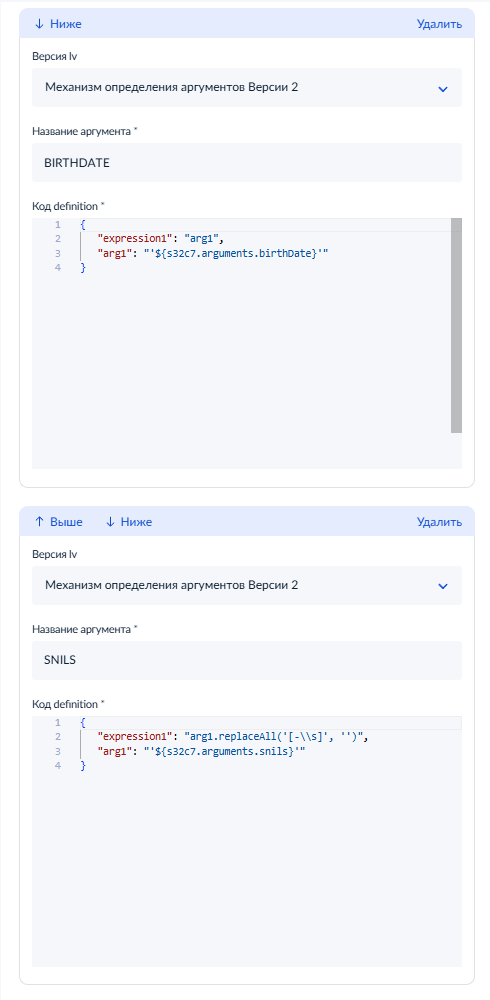 ↓ Ниже Удалить
Версия lv
Механизм определения аргументов Версии 2
Название аргумента *
BIRTHDATE
Код definition *
1 {
2 "expression1": "arg1",
3 "arg1": "'${s32c7.arguments.birthDate}'"
4 }
↑ Выше ↓ Ниже Удалить
Версия lv
Механизм определения аргументов Версии 2
Название аргумента *
SNILS
Код definition *
1 {
2 "expression1": "arg1.replaceAll('[-\\s]', '')",
3 "arg1": "'${s32c7.arguments.snils}'"
4 }